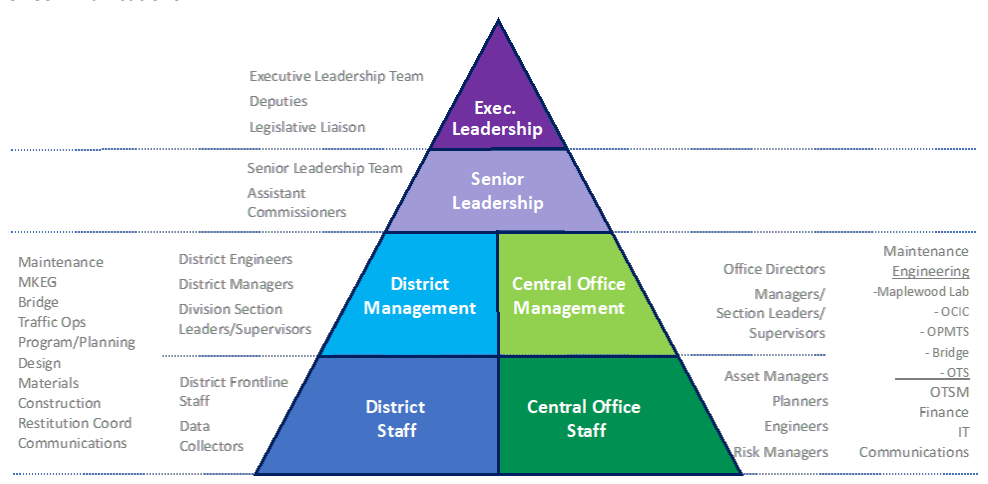 Executive Leadership Team
Deputies
Legislative Liaison
Exec.
Leadership
Senior Leadership Team
Assistant
Commissioners
Senior
Leadership
Maintenance
MKEG
Bridge
Traffic Ops
Program/Planning
Design
Materials
Construction
Restitution Coord
Communications
District Engineers
District Managers
Division Section
Leaders/Supervisors
District Frontline
Staff
Data
Collectors
District
Management
Central Office
Management
District
Staff
Central Office
Staff
Office Directors
Managers/
Section Leaders/
Supervisors
Asset Managers
Planners
Engineers
Risk Managers
Maintenance
Engineering
-Maplewood Lab
- OCIC
- OPMTS
- Bridge
- OTS
OTSM
Finance
IT
Communications